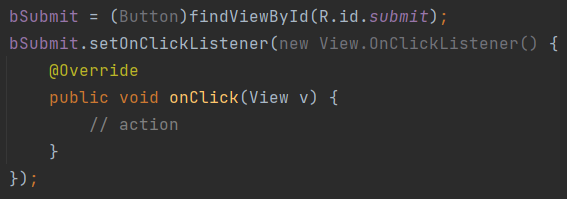 bSubmit = (Button)findViewById(R.id.submit);
bSubmit.setOnClickListener(new View.OnClickListener() {
    @Override
    public void onClick(View v) {
        // action
    }
});